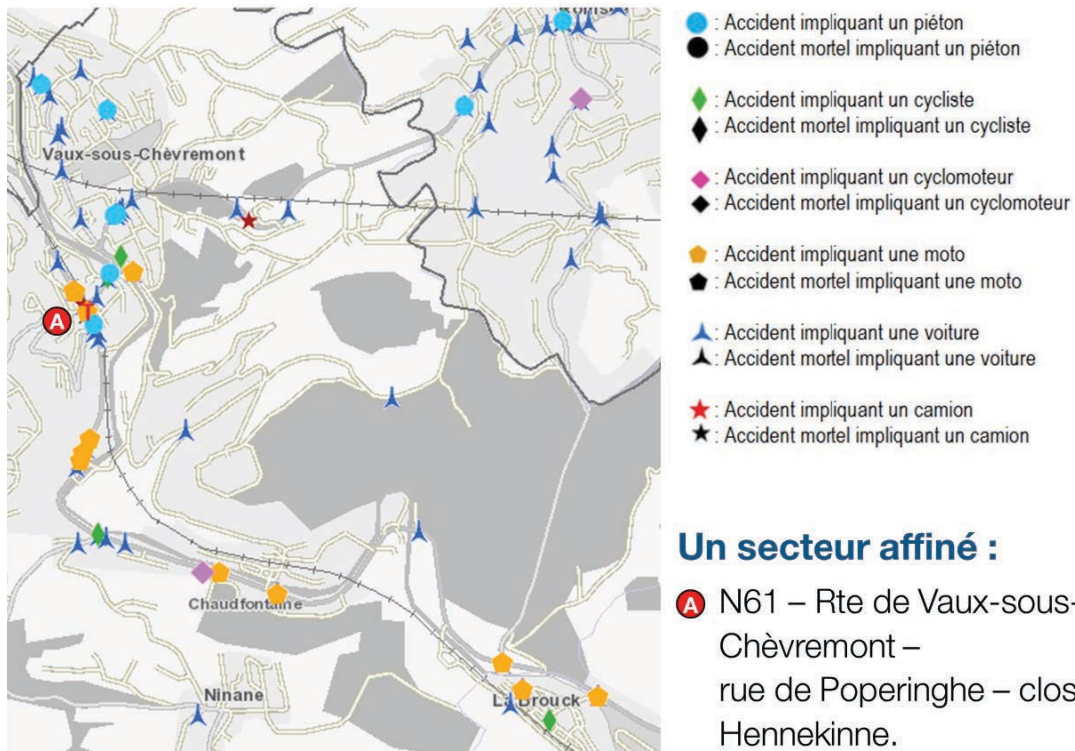 Vaux-sous-Chèvremont
Chaudfontaine
Ninane
La Brouck
A
: Accident impliquant un piéton
: Accident mortel impliquant un piéton
: Accident impliquant un cycliste
: Accident mortel impliquant un cycliste
: Accident impliquant un cyclomoteur
: Accident mortel impliquant un cyclomoteur
: Accident impliquant une moto
: Accident mortel impliquant une moto
: Accident impliquant une voiture
: Accident mortel impliquant une voiture
: Accident impliquant un camion
: Accident mortel impliquant un camion
Un secteur affiné :
A N61 – Rte de Vaux-sous-
Chèvremont –
rue de Poperinghe – clos
Hennekinne.